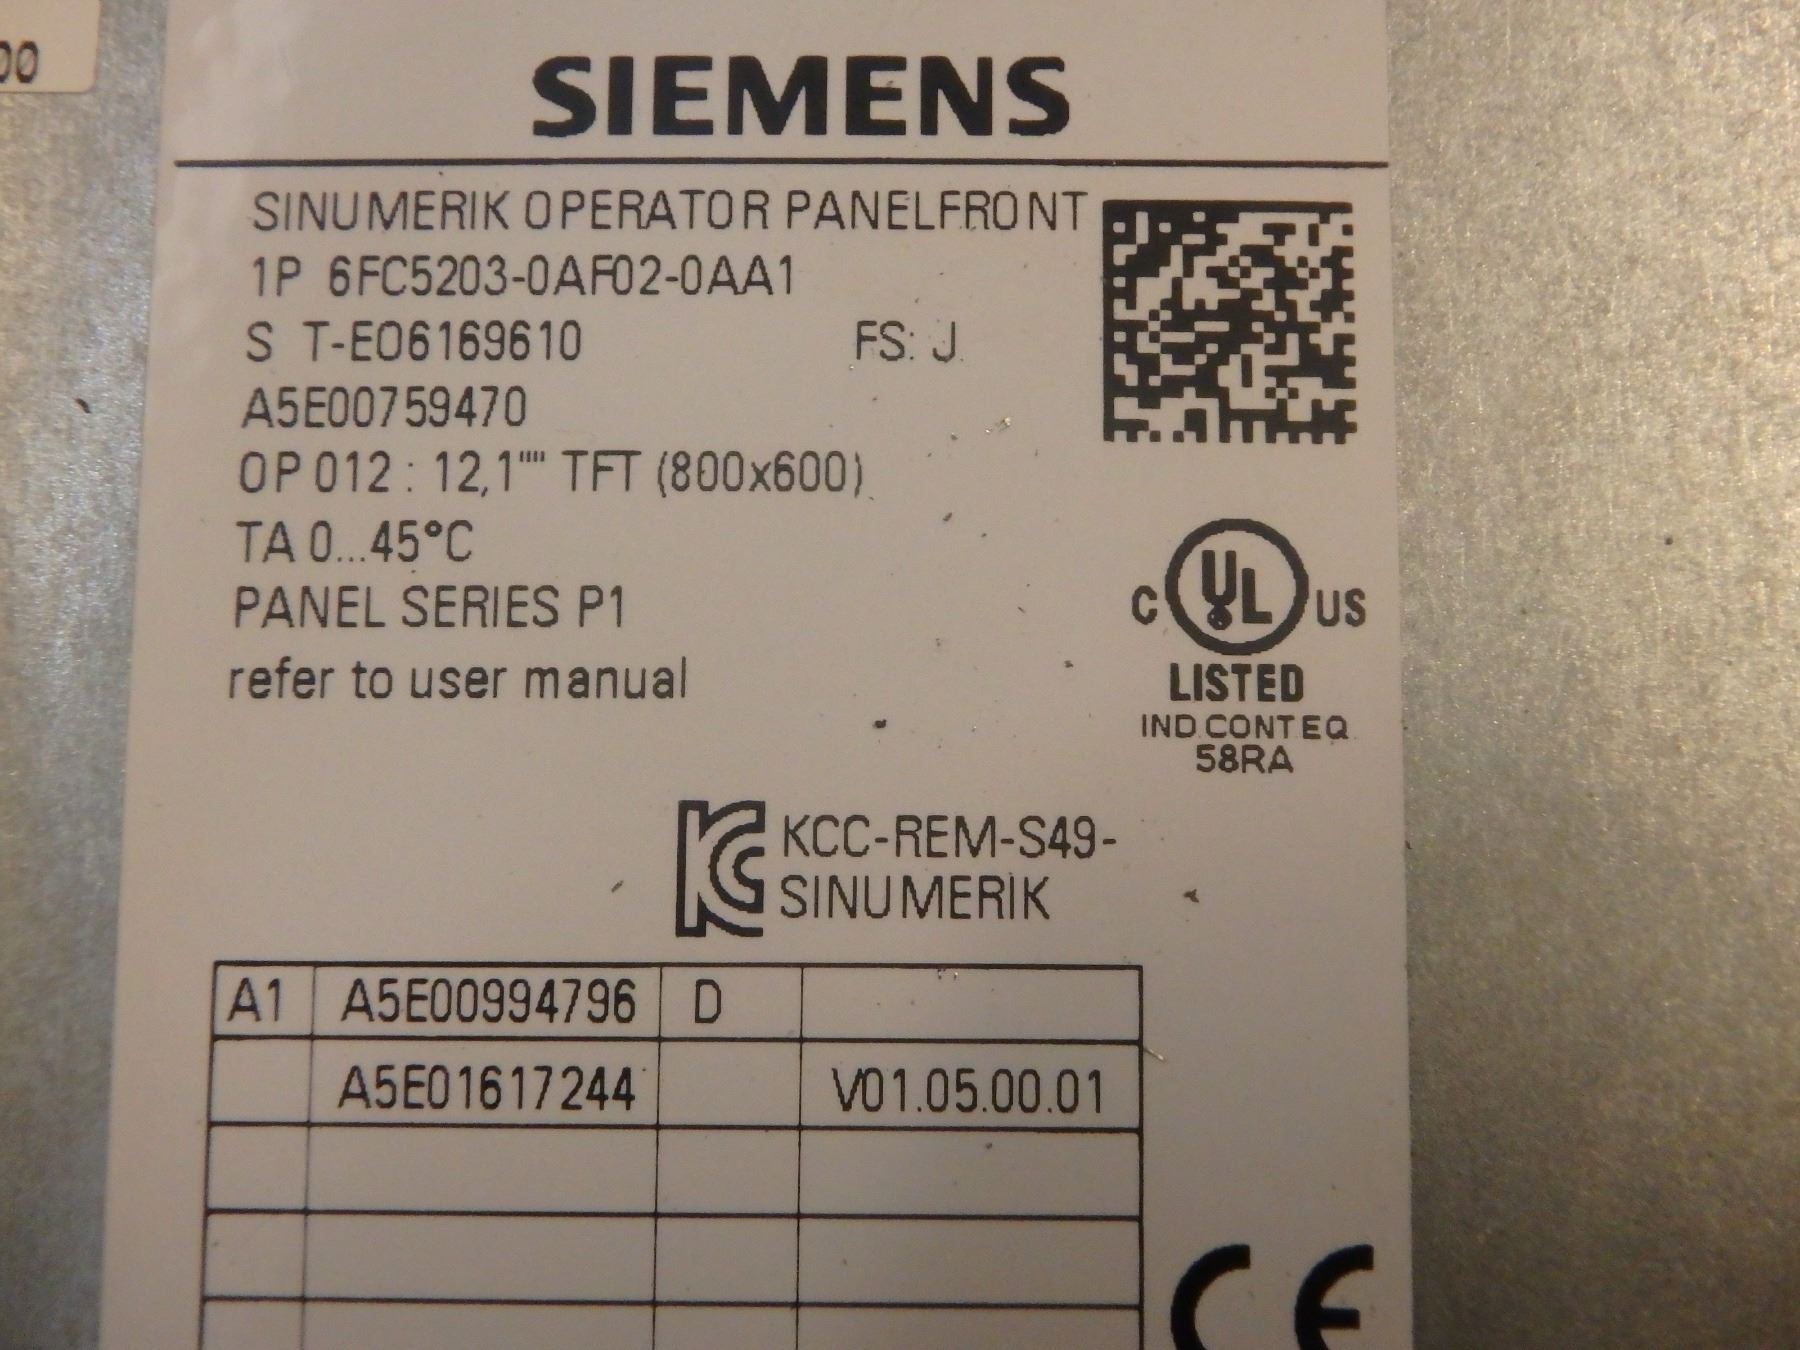 00
SIEMENS
SINUMERIK OPERATOR PANELFRONT
1P 6FC5203-0AF02-0AA1
S T-E06169610 FS: J
A5E00759470
OP 012 : 12,1"" TFT (800x600)
TA 0...45°C
PANEL SERIES P1
refer to user manual
C UL US
LISTED
IND.CONT EQ.
58RA
KCC-REM-S49-
SINUMERIK
A1 A5E00994796 D
A5E01617244 V01.05.00.01
CE